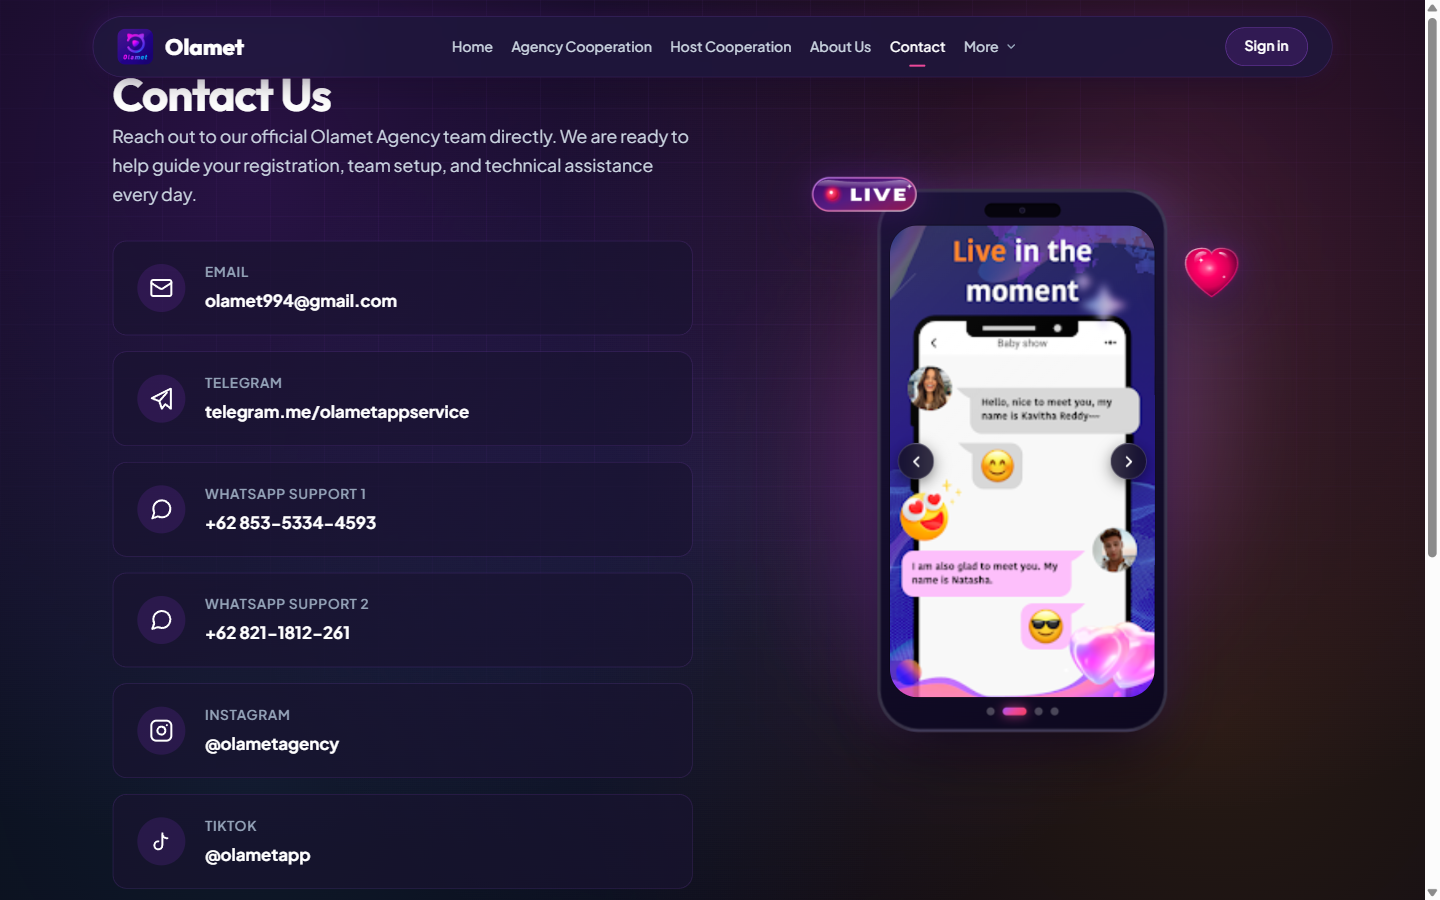 Olamet
Olamet
Home
Agency Cooperation
Host Cooperation
About Us
Contact
More
Sign in
Contact Us
Reach out to our official Olamet Agency team directly. We are ready to
help guide your registration, team setup, and technical assistance
every day.
EMAIL
olamet994@gmail.com
TELEGRAM
telegram.me/olametappservice
WHATSAPP SUPPORT 1
+62 853-5334-4593
WHATSAPP SUPPORT 2
+62 821-1812-261
INSTAGRAM
@olametagency
TIKTOK
@olametapp
LIVE
Live in the
moment
Baby show
Hello, nice to meet you, my
name is Kavitha Reddy—
I am also glad to meet you. My
name is Natasha.